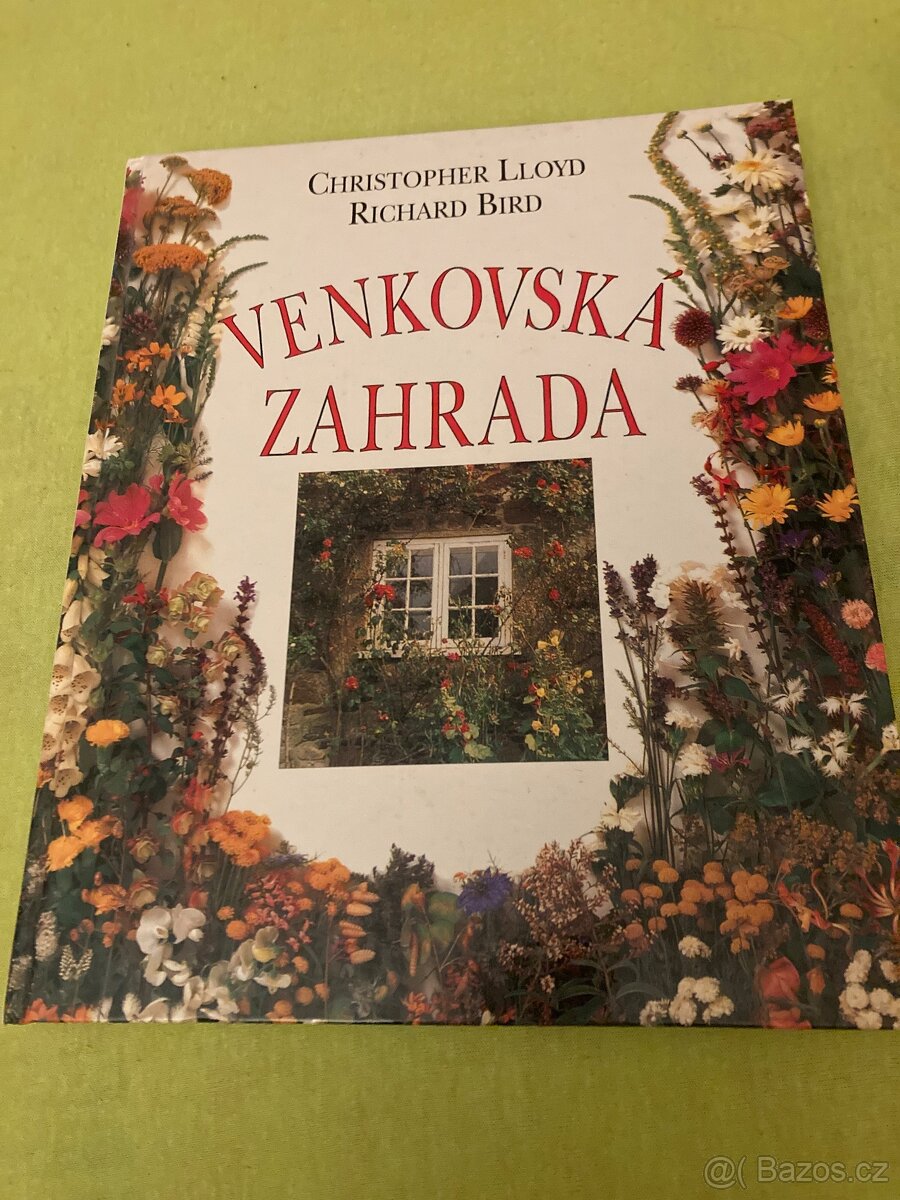 CHRISTOPHER LLOYD
RICHARD BIRD
VENKOVSKÁ
ZAHRADA
@( Bazos.cz